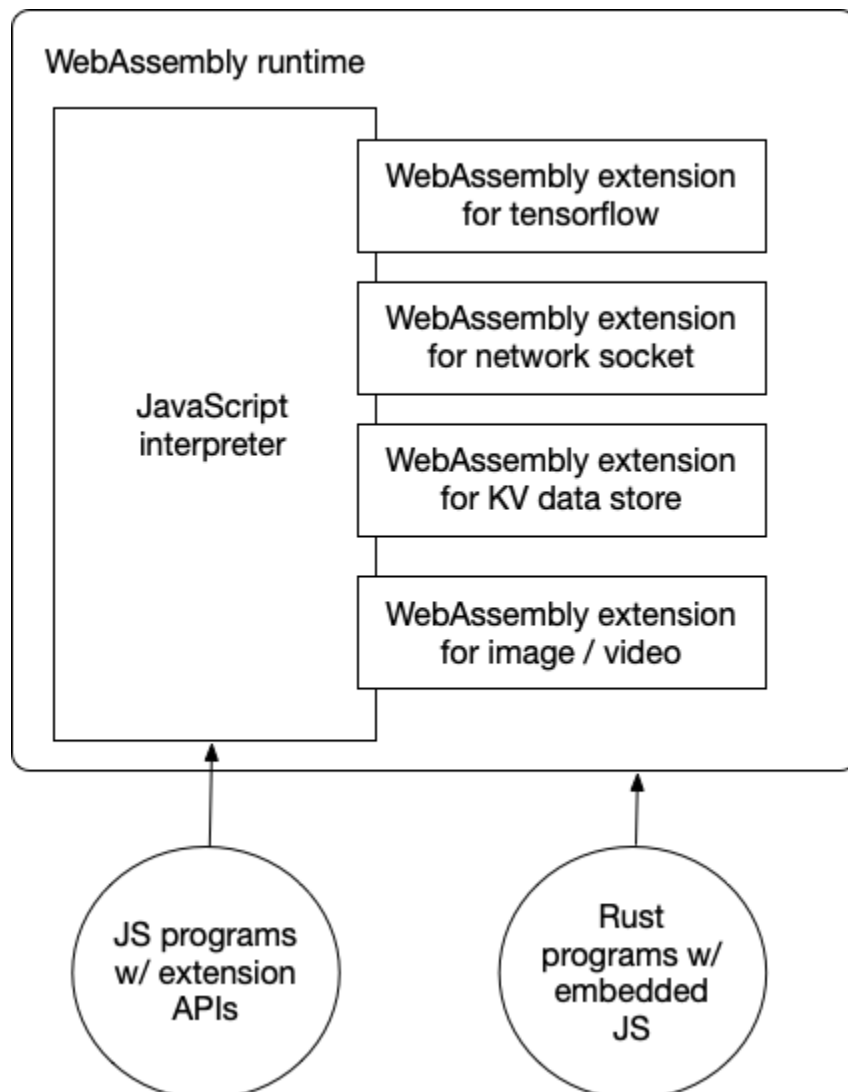 WebAssembly runtime
WebAssembly extension
for tensorflow
WebAssembly extension
for network socket
JavaScript
interpreter
WebAssembly extension
for KV data store
WebAssembly extension
for image / video
JS programs
w/ extension
APIs
Rust
programs w/
embedded
JS